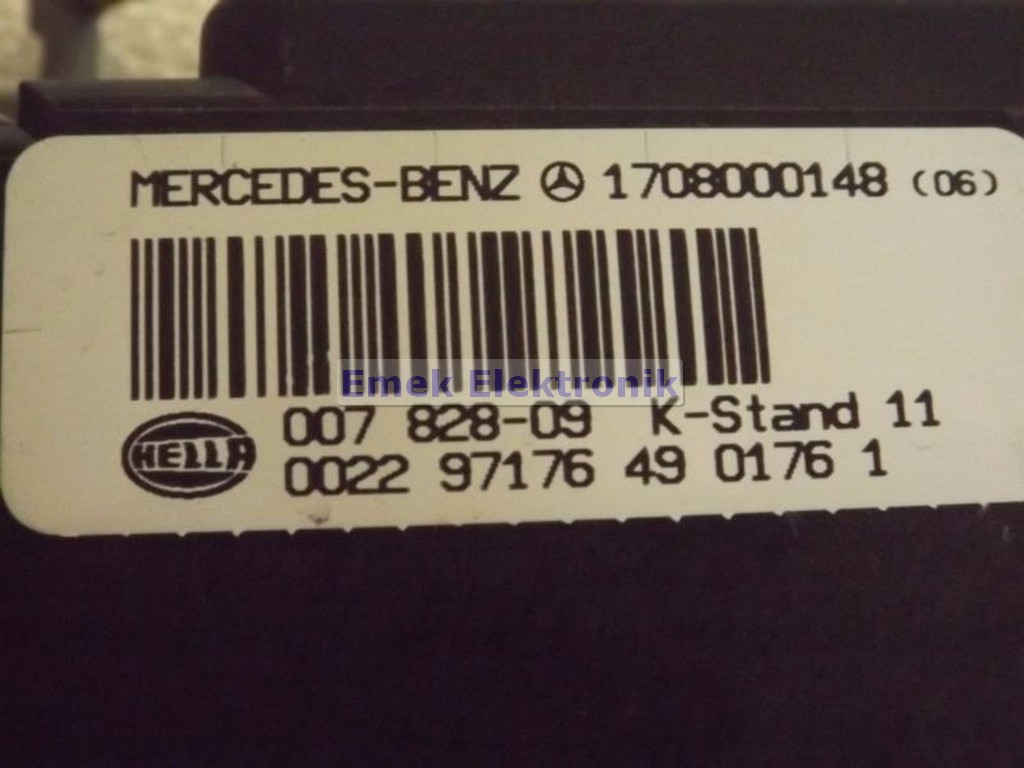 MERCEDES-BENZ 1708000148 (06)
Emek Elektronik
HELLA 007 828-09 K-Stand 11
0022 97176 49 0176 1